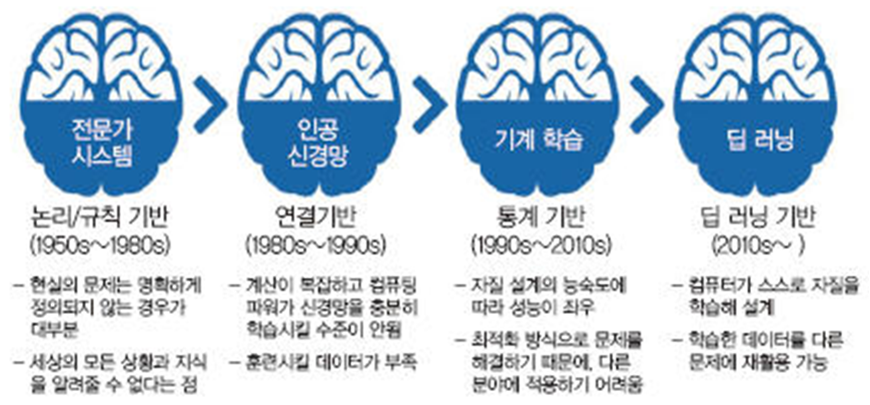 전문가
시스템
논리/규칙 기반
(1950s~1980s)
– 현실의 문제는 명확하게
정의되지 않는 경우가
대부분
– 세상의 모든 상황과 지식
을 알려줄 수 없다는 점
인공
신경망
연결기반
(1980s~1990s)
– 계산이 복잡하고 컴퓨팅
파워가 신경망을 충분히
학습시킬 수준이 안됨
– 훈련시킬 데이터가 부족
기계 학습
통계 기반
(1990s~2010s)
– 자질 설계의 능숙도에
따라 성능이 좌우
– 최적화 방식으로 문제를
해결하기 때문에, 다른
분야에 적용하기 어려움
딥 러닝
딥 러닝 기반
(2010s~ )
– 컴퓨터가 스스로 자질을
학습해 설계
– 학습한 데이터를 다른
문제에 재활용 가능